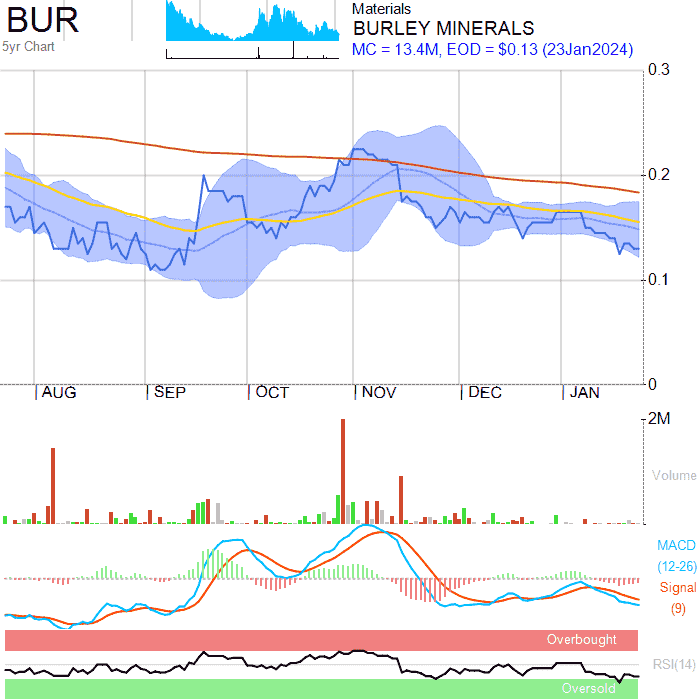 BUR
5yr Chart
Materials
BURLEY MINERALS
MC = 13.4M, EOD = $0.13 (23Jan2024)
0.3
0.2
0.1
0
AUG
SEP
OCT
NOV
DEC
JAN
2M
Volume
MACD
(12-26)
Signal
(9)
Overbought
RSI(14)
Oversold